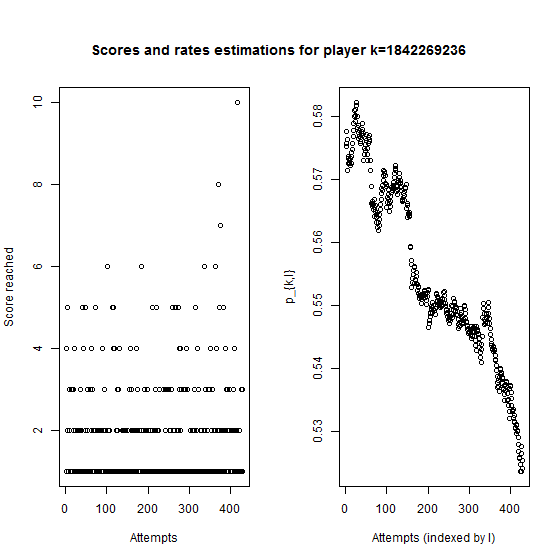 Scores and rates estimations for player k=1842269236
Score reached
10
8
6
4
2
0 100 200 300 400
Attempts
p_{k,l}
0.58
0.57
0.56
0.55
0.54
0.53
0 100 200 300 400
Attempts (indexed by l)